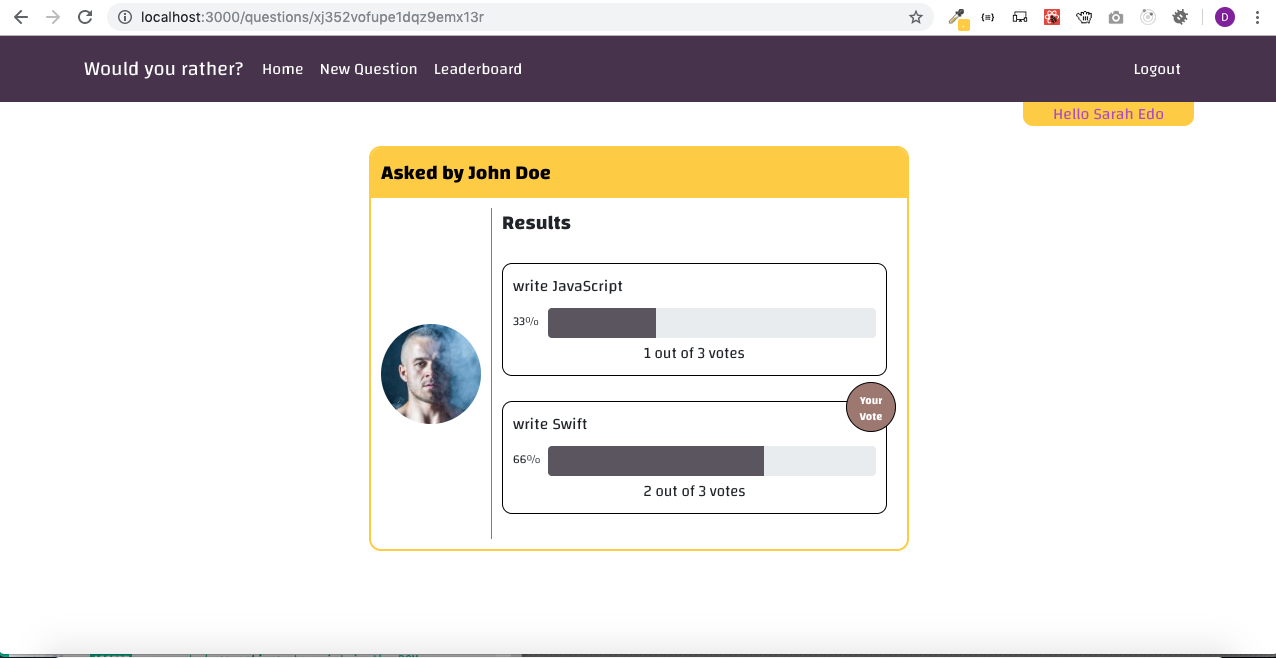 localhost:3000/questions/xj352vofupe1dqz9emx13r
D
Would you rather? Home New Question Leaderboard Logout
Hello Sarah Edo
Asked by John Doe
Results
write JavaScript
33%
1 out of 3 votes
Your
Vote
write Swift
66%
2 out of 3 votes